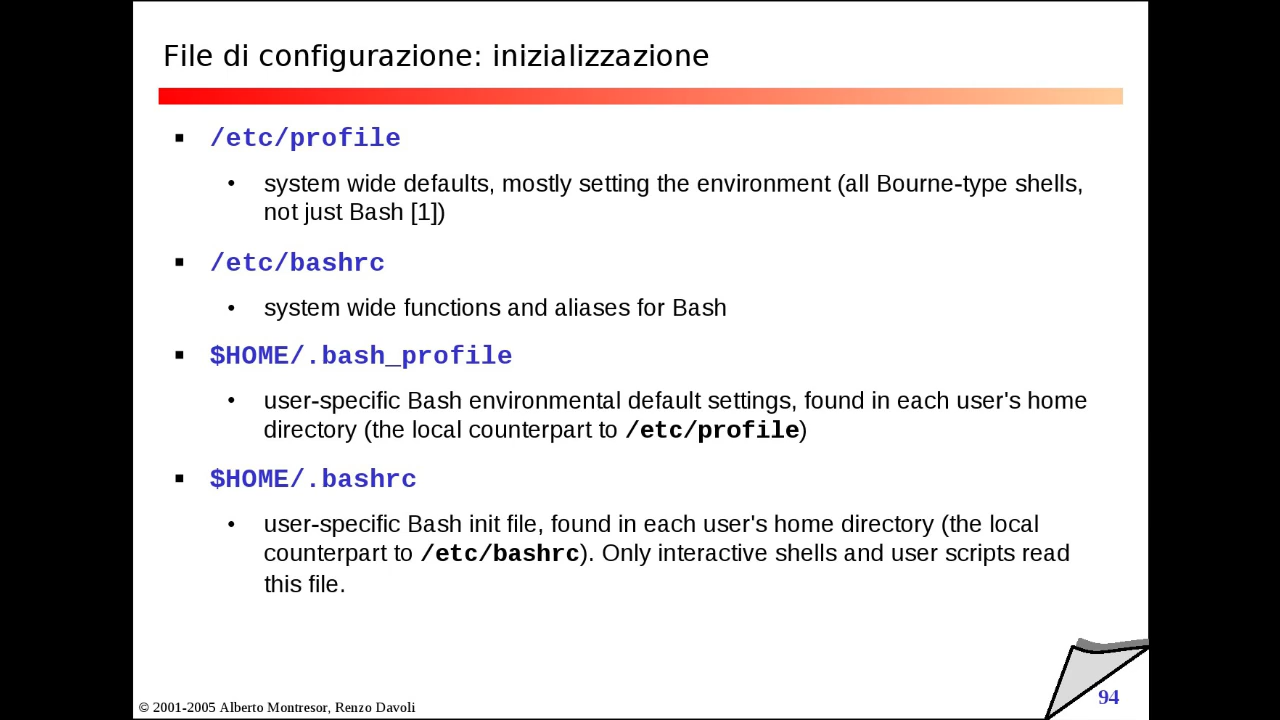 File di configurazione: inizializzazione
/etc/profile
system wide defaults, mostly setting the environment (all Bourne-type shells,
not just Bash [1])
/etc/bashrc
system wide functions and aliases for Bash
$HOME/.bash_profile
user-specific Bash environmental default settings, found in each user's home
directory (the local counterpart to /etc/profile)
$HOME/.bashrc
user-specific Bash init file, found in each user's home directory (the local
counterpart to /etc/bashrc). Only interactive shells and user scripts read
this file.
© 2001-2005 Alberto Montresor, Renzo Davoli
94